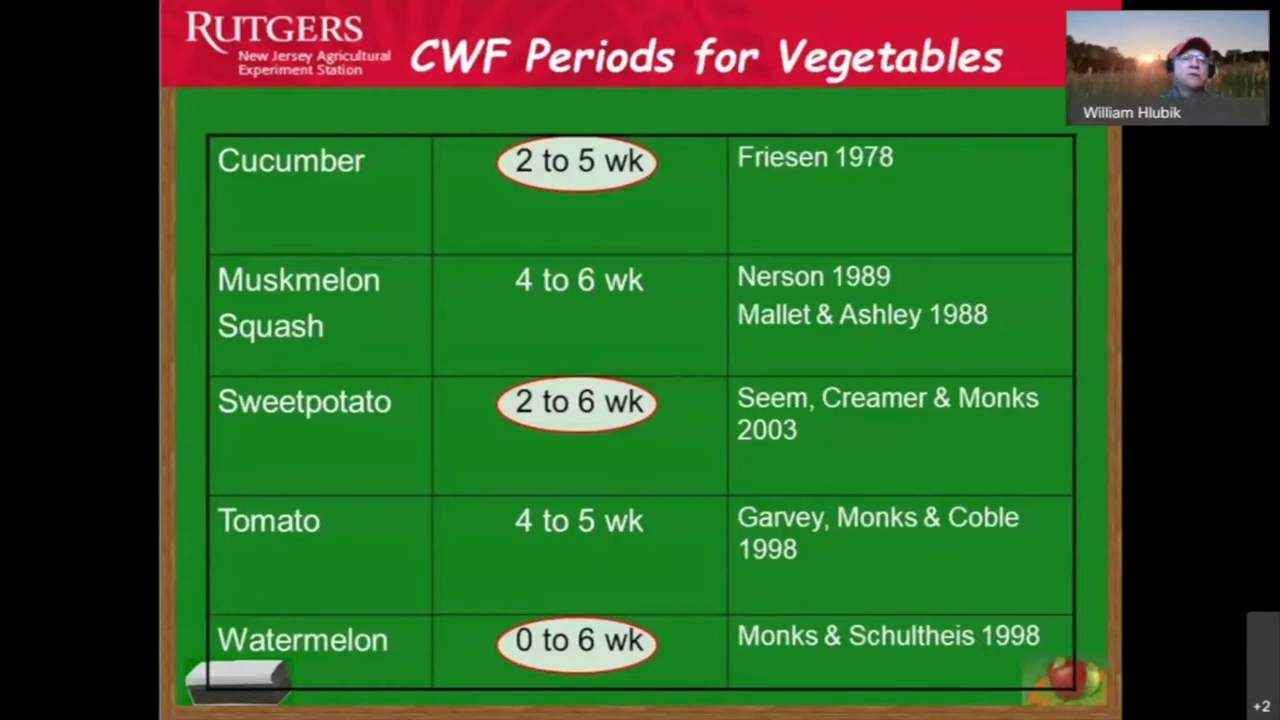 RUTGERS
New Jersey Agricultural
Experiment Station
CWF Periods for Vegetables
William Hlubik
Cucumber
2 to 5 wk
Friesen 1978
Muskmelon
Squash
4 to 6 wk
Nerson 1989
Mallet & Ashley 1988
Sweetpotato
2 to 6 wk
Seem, Creamer & Monks
2003
Tomato
4 to 5 wk
Garvey, Monks & Coble
1998
Watermelon
0 to 6 wk
Monks & Schultheis 1998
+2